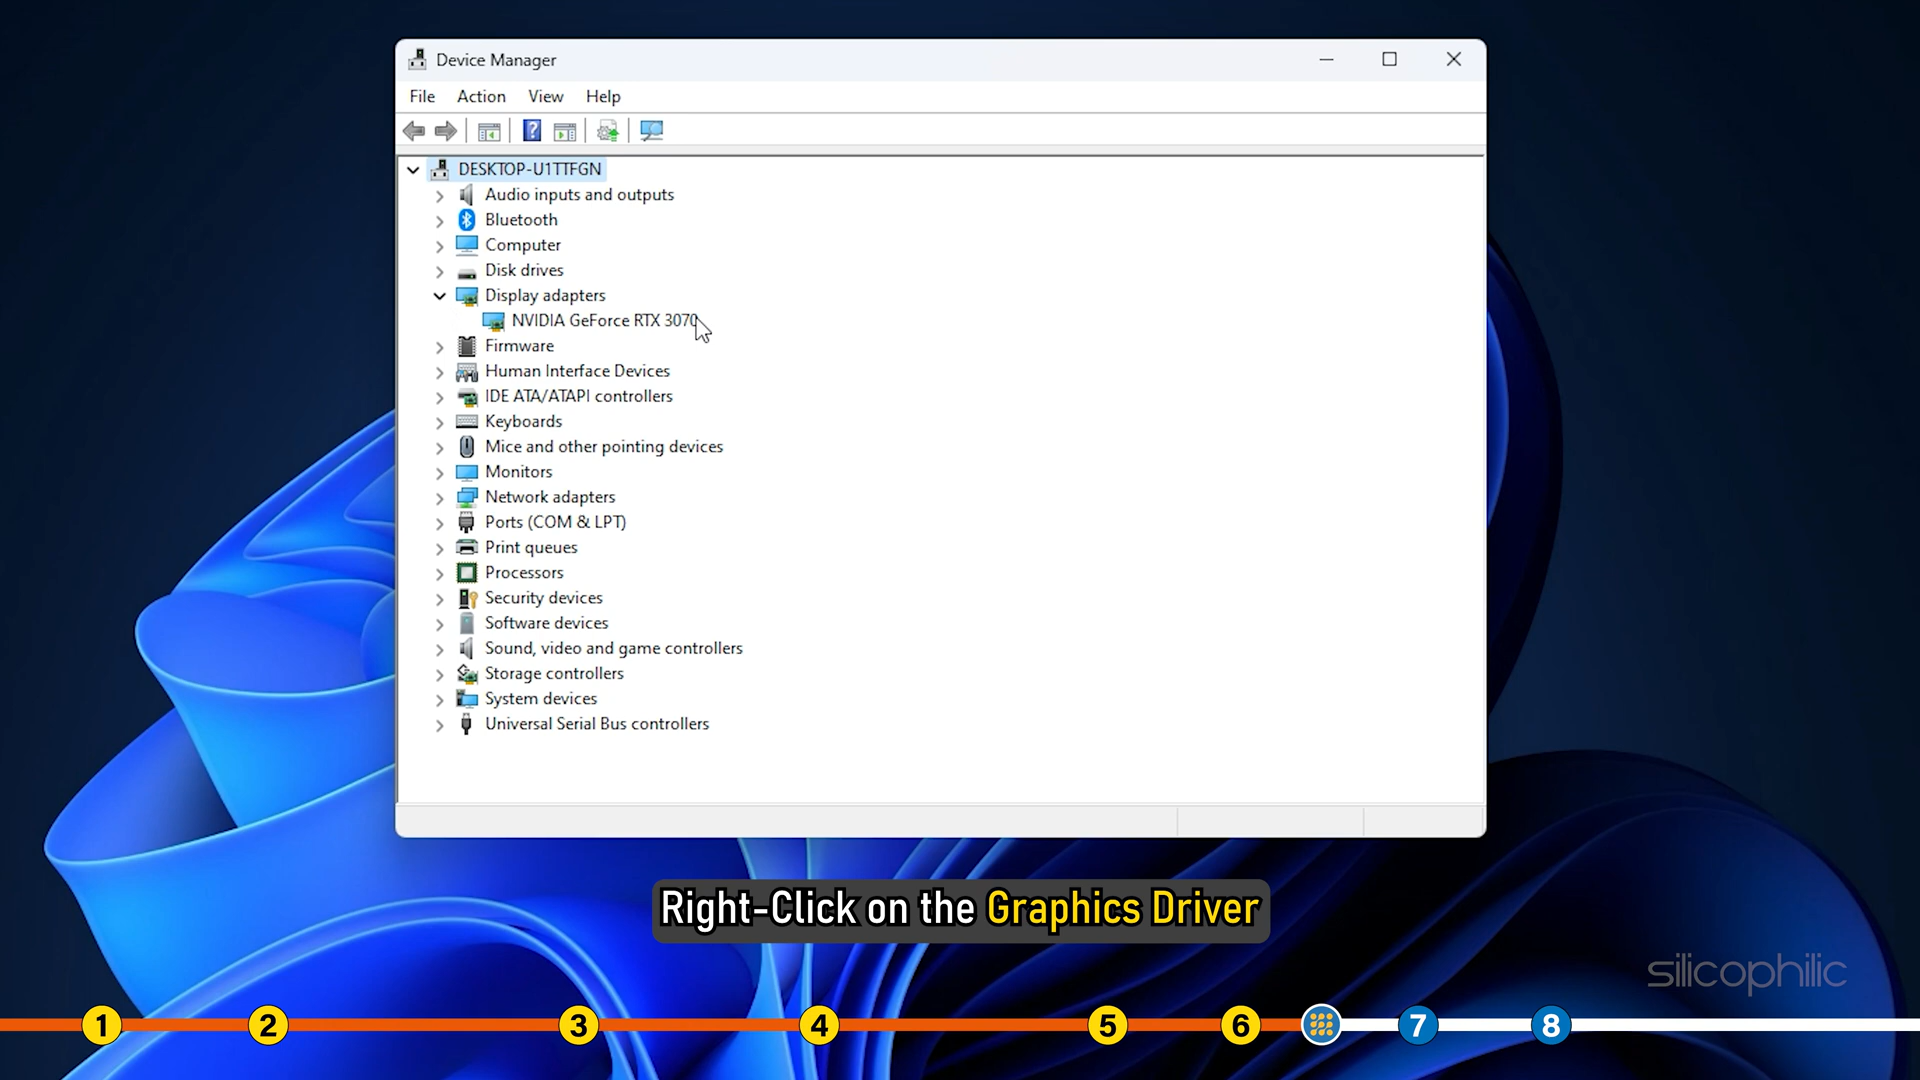 Device Manager
File Action View Help
DESKTOP-U1TTFGN
Audio inputs and outputs
Bluetooth
Computer
Disk drives
Display adapters
NVIDIA GeForce RTX 3070
Firmware
Human Interface Devices
IDE ATA/ATAPI controllers
Keyboards
Mice and other pointing devices
Monitors
Network adapters
Ports (COM & LPT)
Print queues
Processors
Security devices
Software devices
Sound, video and game controllers
Storage controllers
System devices
Universal Serial Bus controllers
Right-Click on the Graphics Driver
silicophilic
1 2 3 4 5 6 7 8